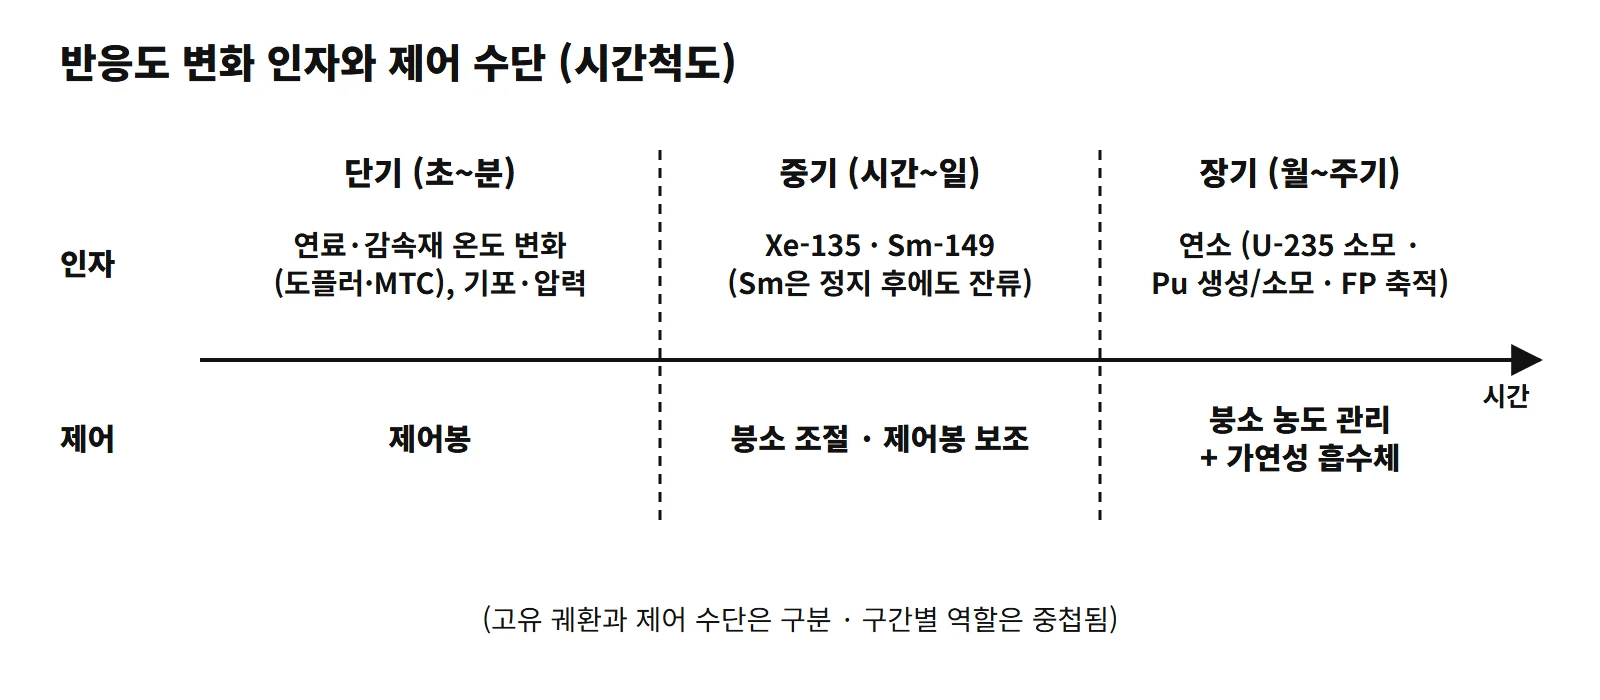 반응도 변화 인자와 제어 수단 (시간척도)
단기 (초~분)
중기 (시간~일)
장기 (월~주기)
인자
연료·감속재 온도 변화
(도플러·MTC), 기포·압력
Xe-135 · Sm-149
(Sm은 정지 후에도 잔류)
연소 (U-235 소모 ·
Pu 생성/소모 · FP 축적)
시간
제어
제어봉
붕소 조절 · 제어봉 보조
붕소 농도 관리
+ 가연성 흡수체
(고유 궤환과 제어 수단은 구분 · 구간별 역할은 중첩됨)